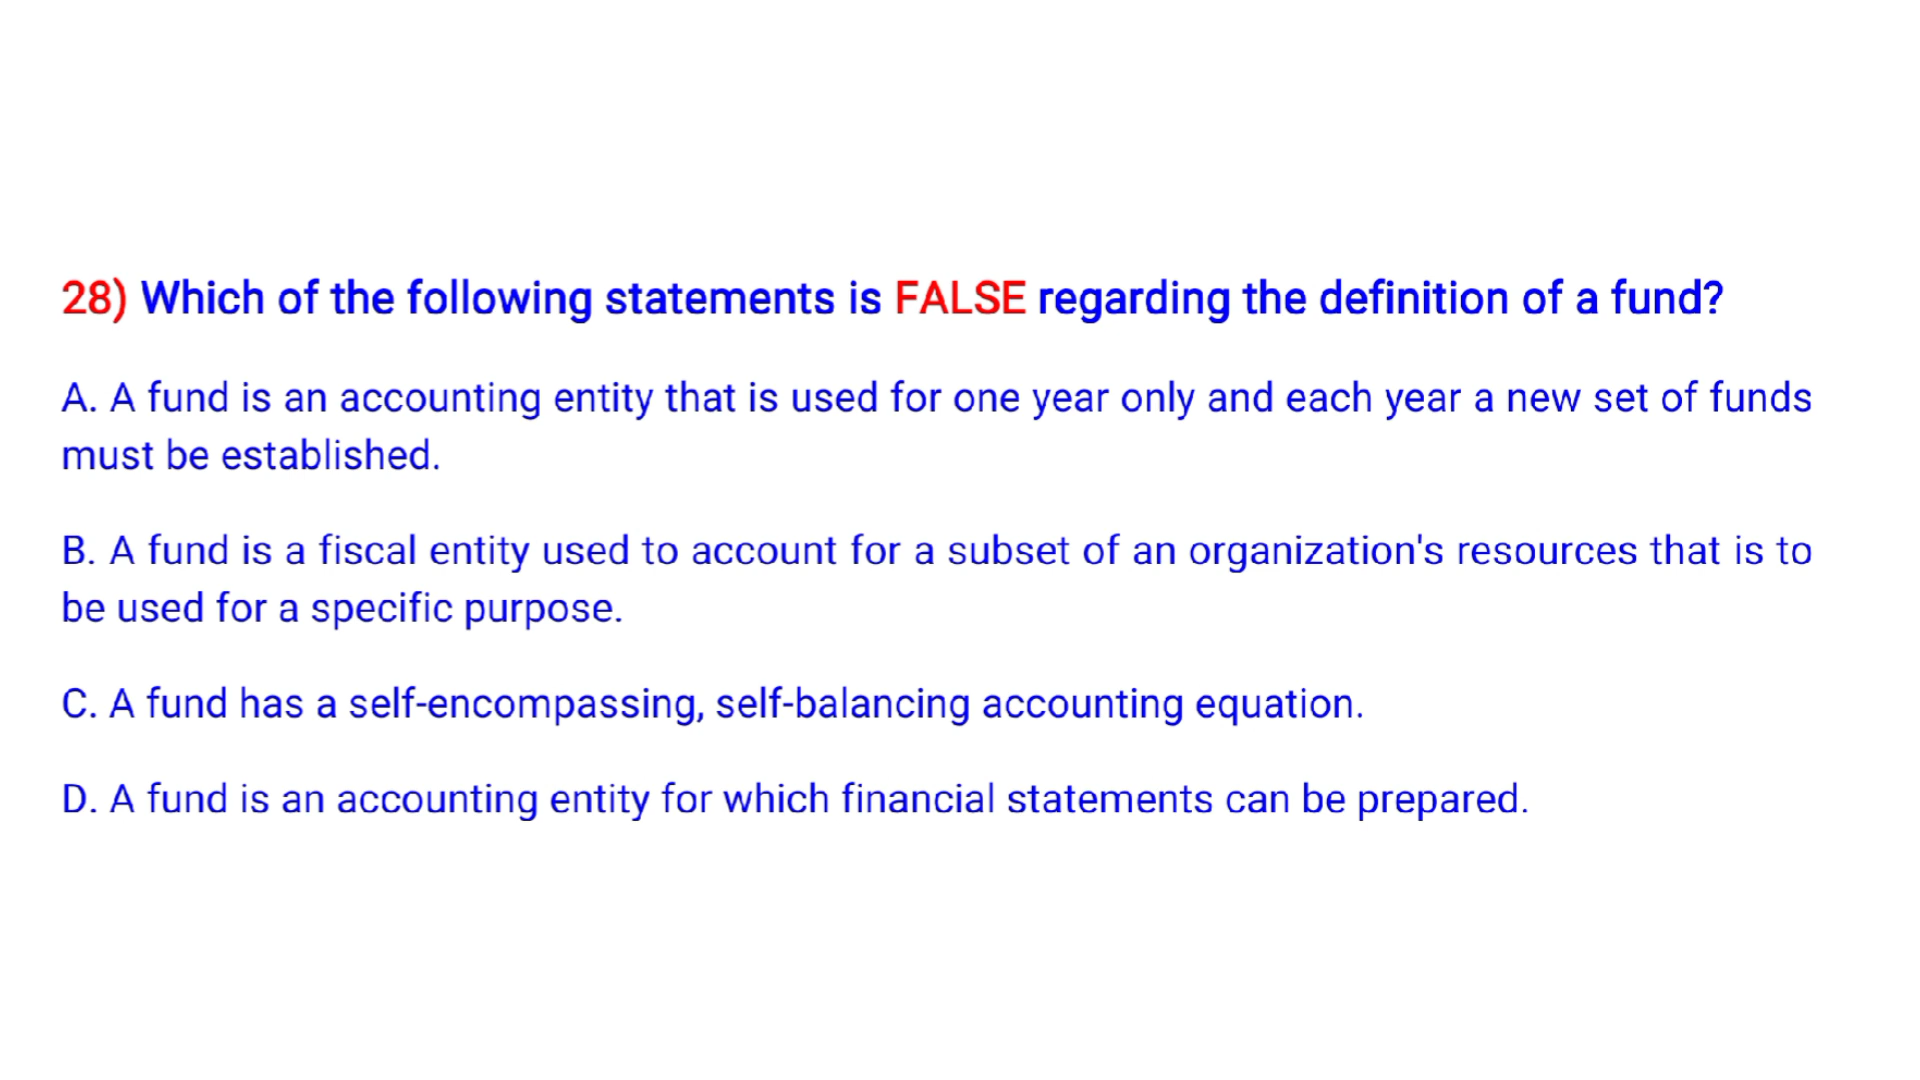 28) Which of the following statements is FALSE regarding the definition of a fund?
A. A fund is an accounting entity that is used for one year only and each year a new set of funds
must be established.
B. A fund is a fiscal entity used to account for a subset of an organization's resources that is to
be used for a specific purpose.
C. A fund has a self-encompassing, self-balancing accounting equation.
D. A fund is an accounting entity for which financial statements can be prepared.